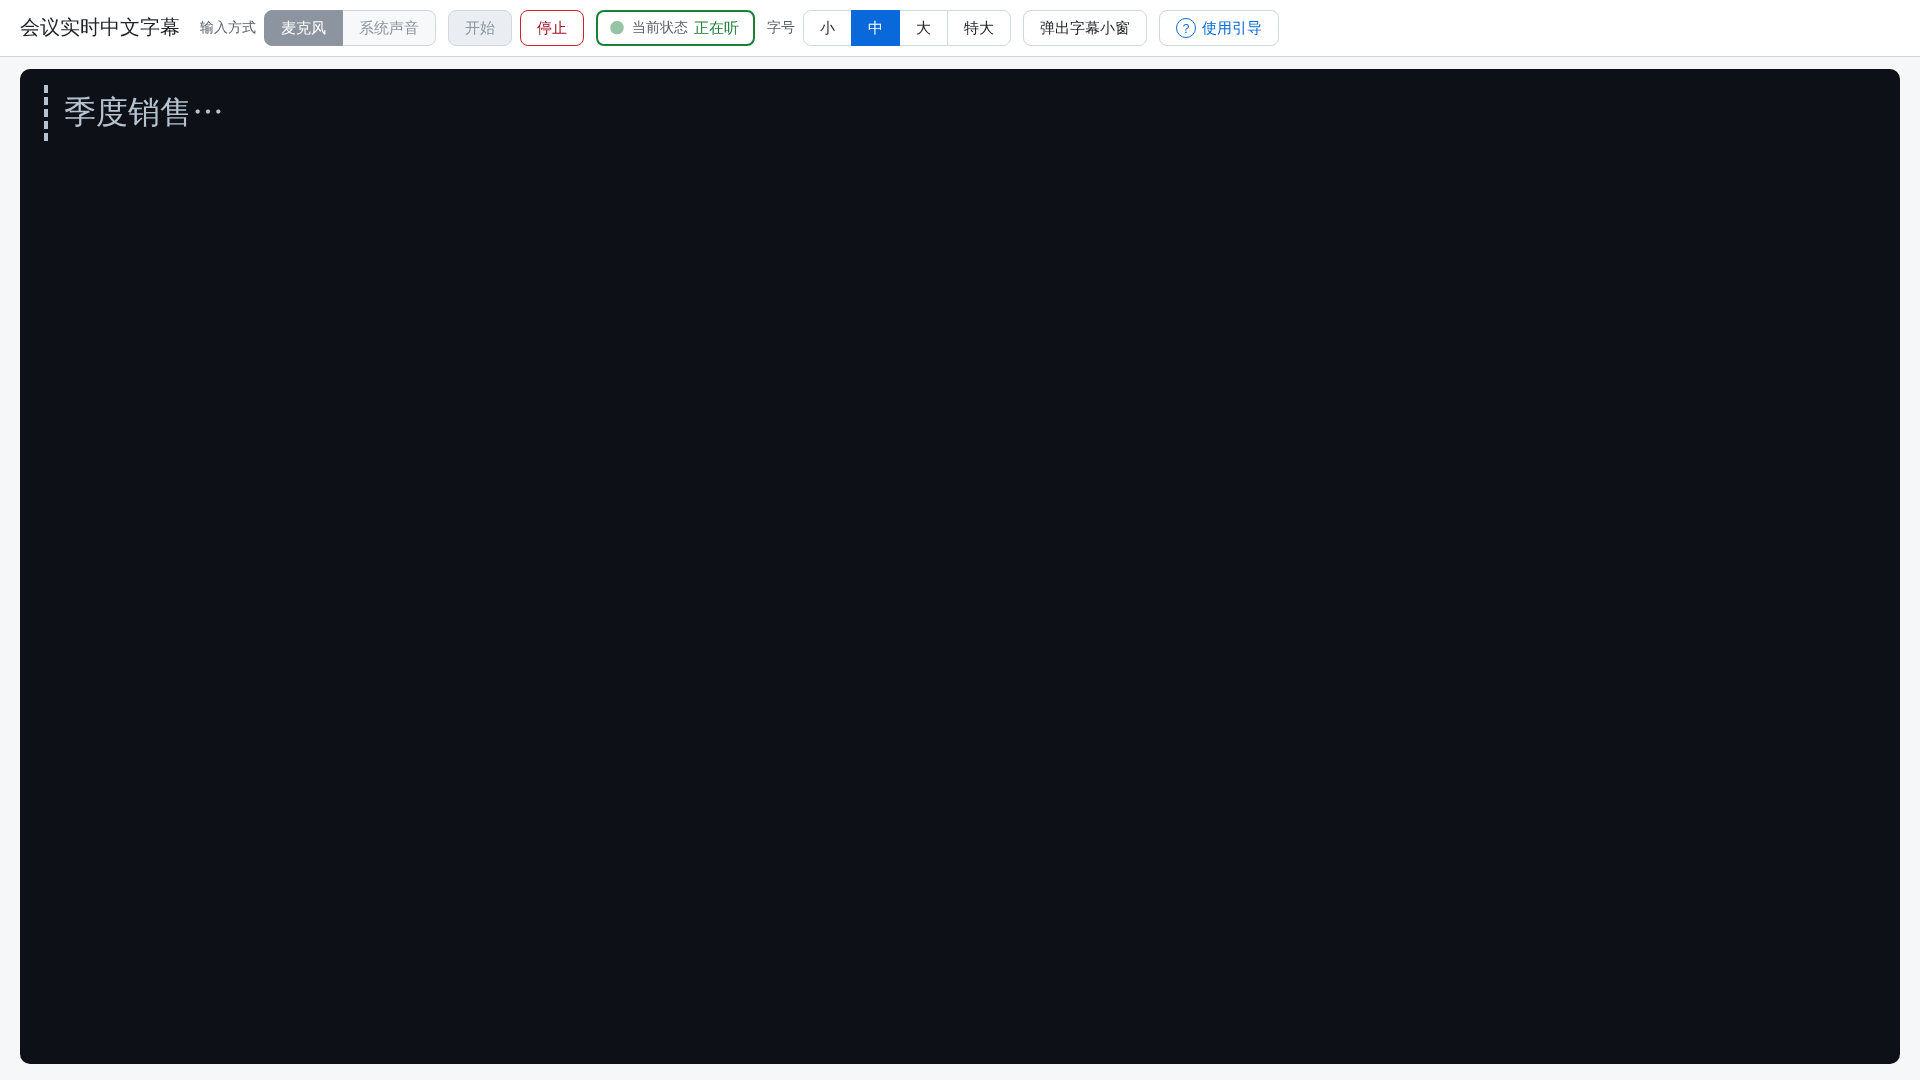 会议实时中文字幕 输入方式 麦克风 系统声音 开始 停止 当前状态 正在听 字号 小 中 大 特大 弹出字幕小窗 ? 使用引导
季度销售…